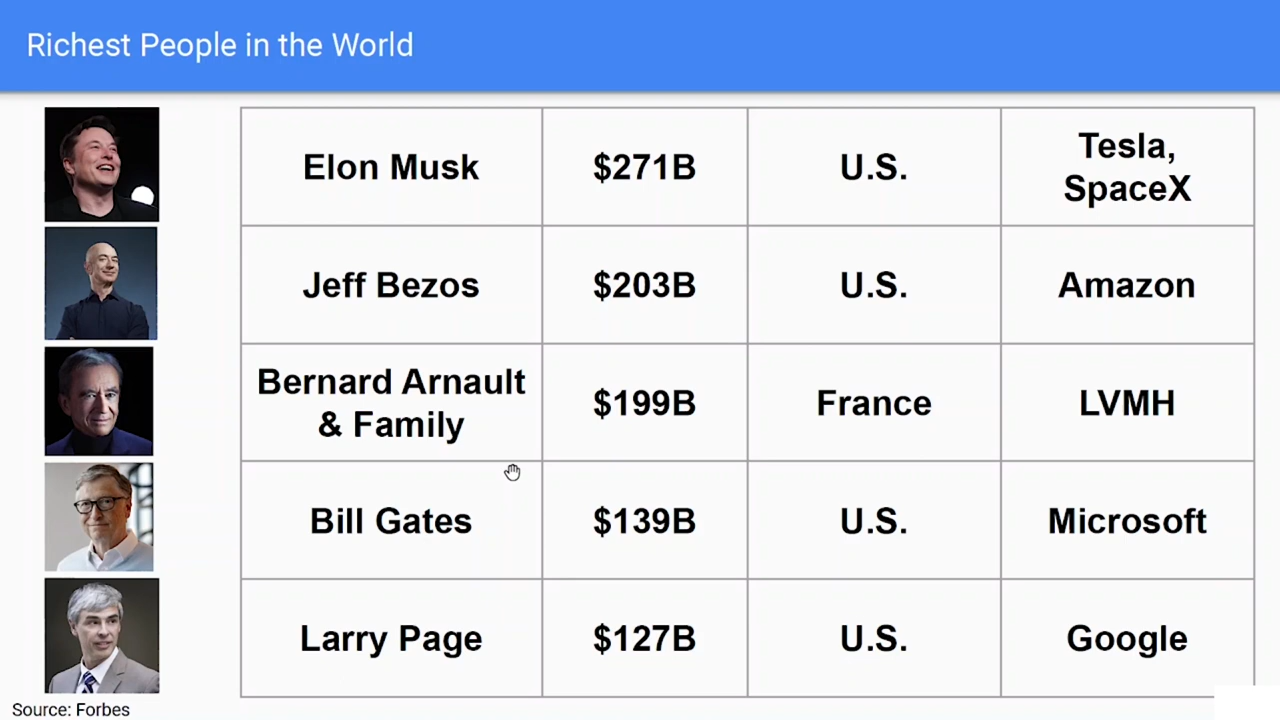 Richest People in the World
Elon Musk $271B U.S. Tesla,
SpaceX
Jeff Bezos $203B U.S. Amazon
Bernard Arnault
& Family $199B France LVMH
Bill Gates $139B U.S. Microsoft
Larry Page $127B U.S. Google
Source: Forbes